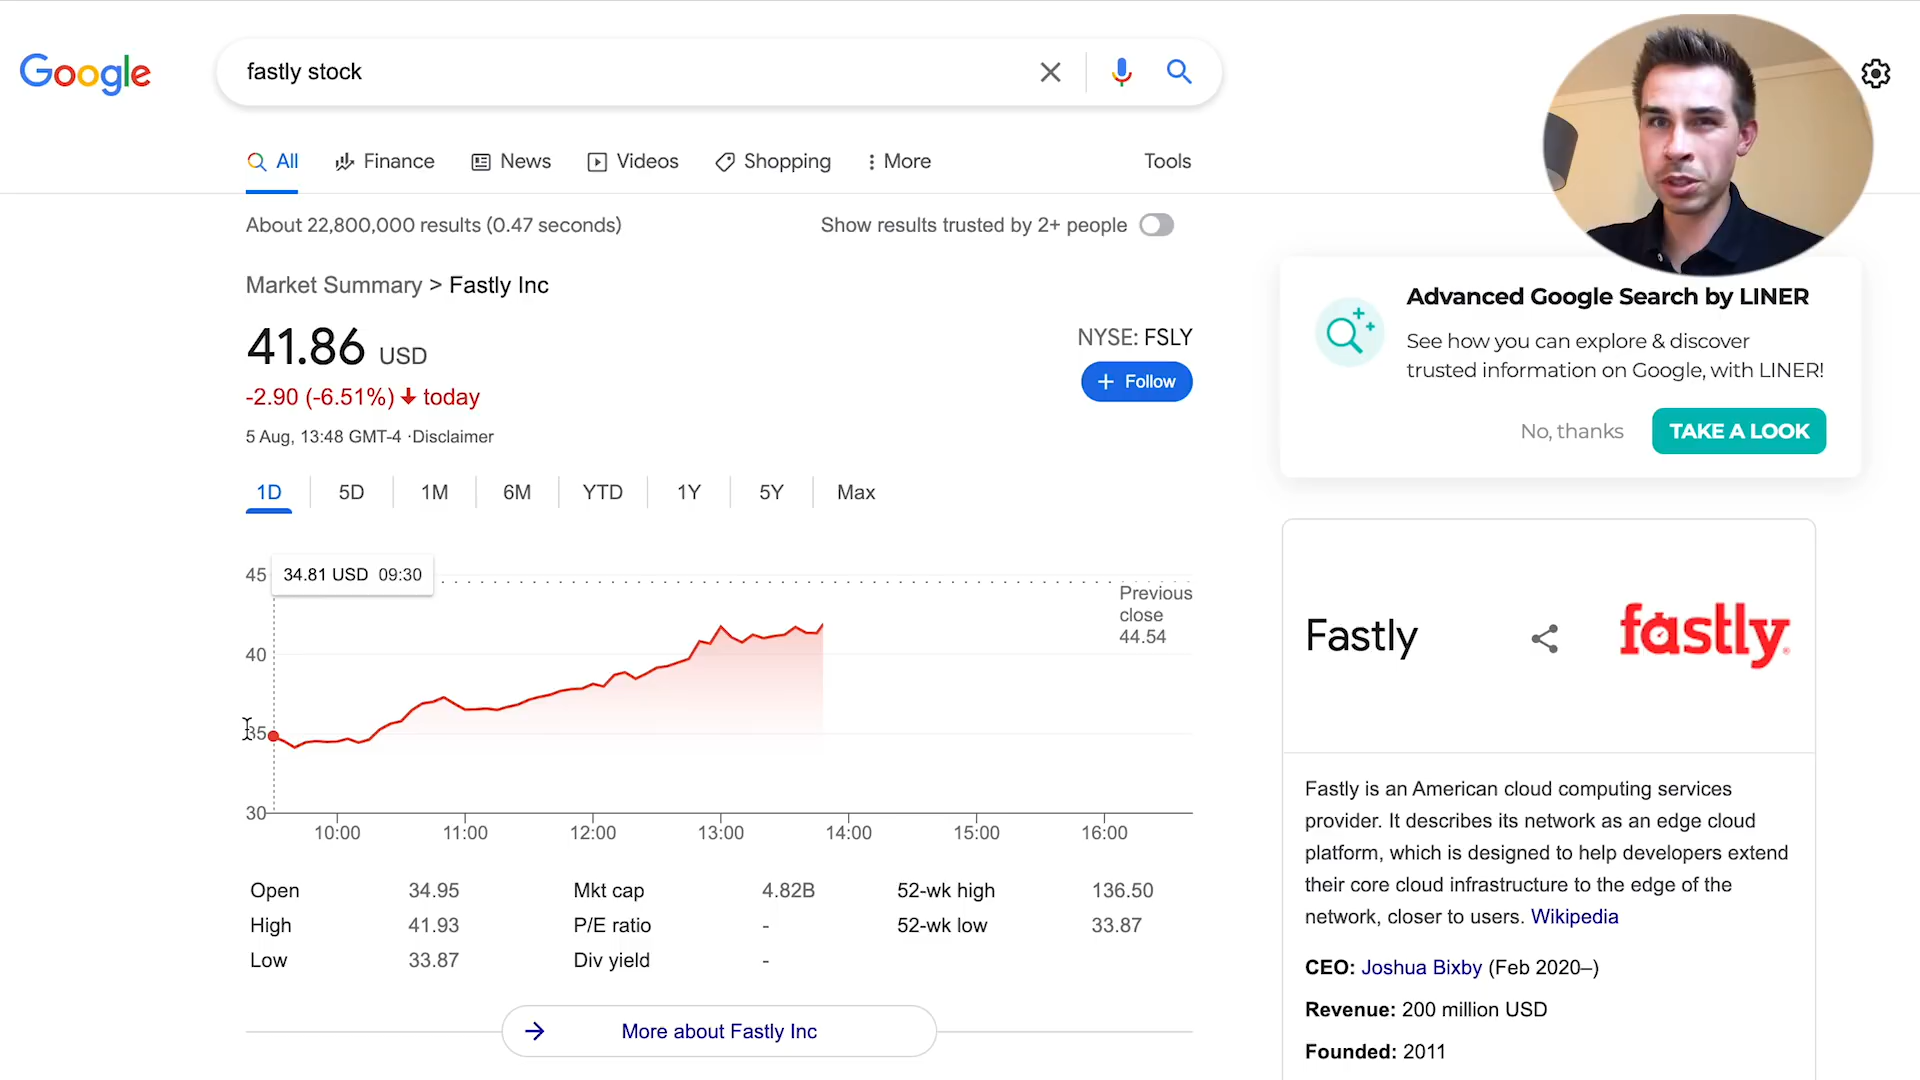 Google
fastly stock
All
Finance
News
Videos
Shopping
More
Tools
About 22,800,000 results (0.47 seconds)
Show results trusted by 2+ people
Market Summary > Fastly Inc
41.86 USD
NYSE: FSLY
-2.90 (-6.51%) today
+ Follow
5 Aug, 13:48 GMT-4 ·Disclaimer
1D
5D
1M
6M
YTD
1Y
5Y
Max
45
34.81 USD 09:30
Previous
close
44.54
40
35
30
10:00
11:00
12:00
13:00
14:00
15:00
16:00
Open 34.95
Mkt cap 4.82B
52-wk high 136.50
High 41.93
P/E ratio -
52-wk low 33.87
Low 33.87
Div yield -
More about Fastly Inc
Advanced Google Search by LINER
See how you can explore & discover
trusted information on Google, with LINER!
No, thanks
TAKE A LOOK
Fastly
fastly
Fastly is an American cloud computing services
provider. It describes its network as an edge cloud
platform, which is designed to help developers extend
their core cloud infrastructure to the edge of the
network, closer to users. Wikipedia
CEO: Joshua Bixby (Feb 2020–)
Revenue: 200 million USD
Founded: 2011